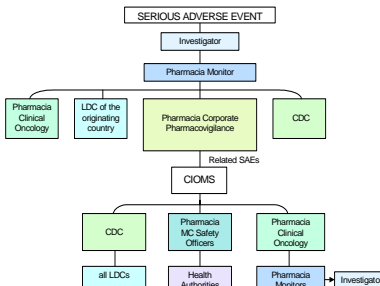 SERIOUS ADVERSE EVENT
Investigator
Pharmacia Monitor
Pharmacia
Clinical
Oncology
LDC of the
originating
country
Pharmacia Corporate
Pharmacovigilance
CDC
Related SAEs
CIOMS
CDC
Pharmacia
MC Safety
Officers
Pharmacia
Clinical
Oncology
all LDCs
Health
Authorities
Pharmacia
Monitors
Investigator